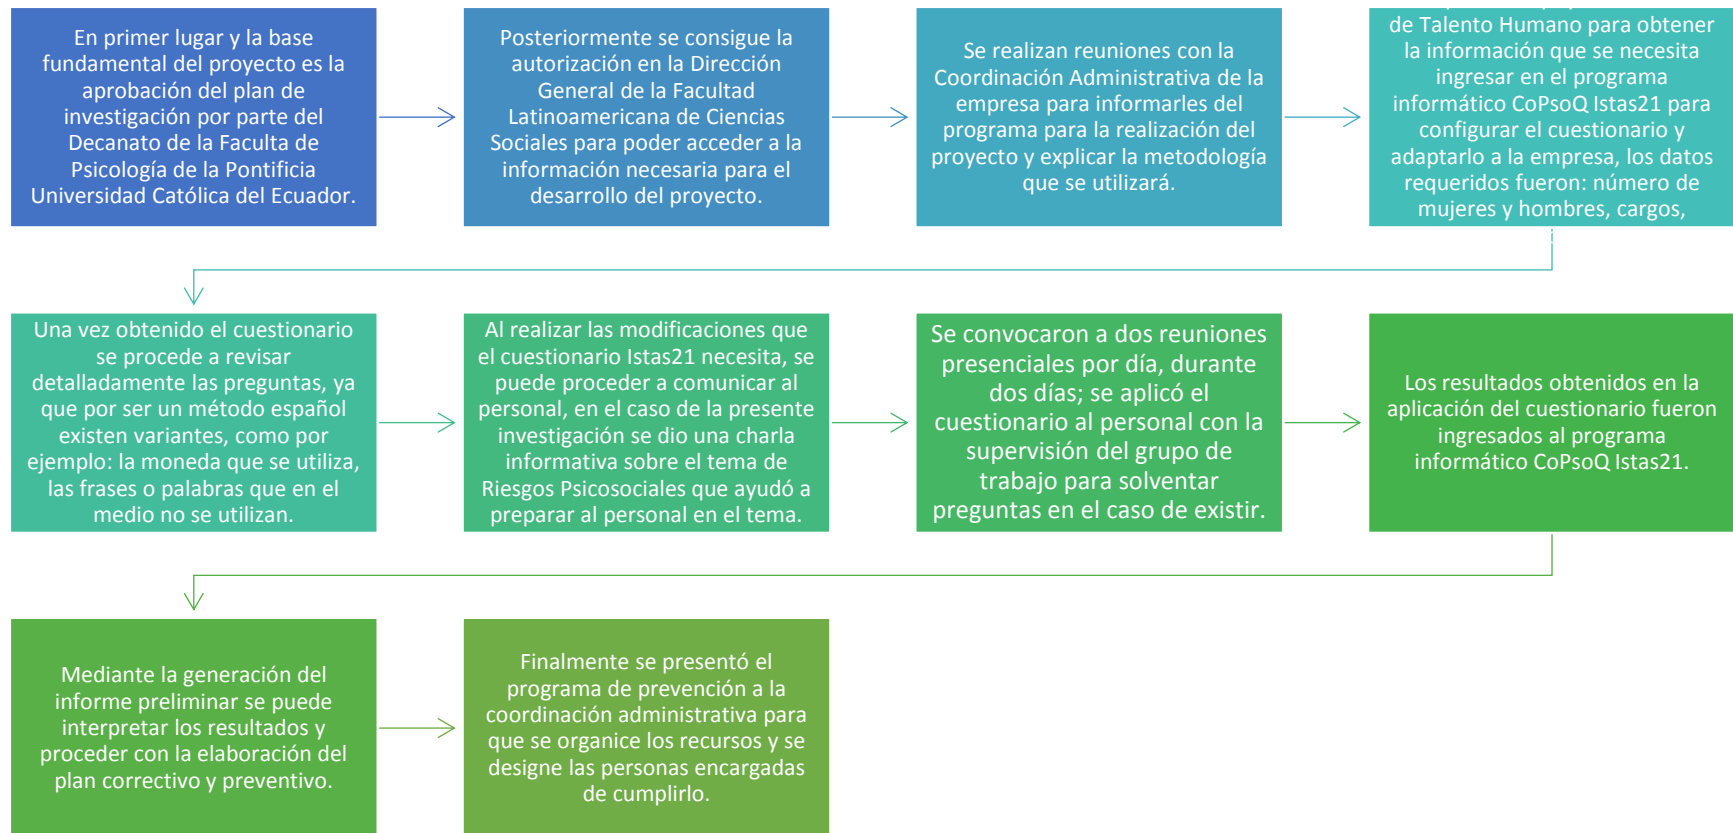 En primer lugar y la base
fundamental del proyecto es la
aprobación del plan de
investigación por parte del
Decanato de la Faculta de
Psicología de la Pontificia
Universidad Católica del Ecuador.
Posteriormente se consigue la
autorización en la Dirección
General de la Facultad
Latinoamericana de Ciencias
Sociales para poder acceder a la
información necesaria para el
desarrollo del proyecto.
Se realizan reuniones con la
Coordinación Administrativa de la
empresa para informarles del
programa para la realización del
proyecto y explicar la metodología
que se utilizará.
de Talento Humano para obtener
la información que se necesita
ingresar en el programa
informático CoPsoQ Istas21 para
configurar el cuestionario y
adaptarlo a la empresa, los datos
requeridos fueron: número de
mujeres y hombres, cargos,
Una vez obtenido el cuestionario
se procede a revisar
detalladamente las preguntas, ya
que por ser un método español
existen variantes, como por
ejemplo: la moneda que se utiliza,
las frases o palabras que en el
medio no se utilizan.
Al realizar las modificaciones que
el cuestionario Istas21 necesita, se
puede proceder a comunicar al
personal, en el caso de la presente
investigación se dio una charla
informativa sobre el tema de
Riesgos Psicosociales que ayudó a
preparar al personal en el tema.
Se convocaron a dos reuniones
presenciales por día, durante
dos días; se aplicó el
cuestionario al personal con la
supervisión del grupo de
trabajo para solventar
preguntas en el caso de existir.
Los resultados obtenidos en la
aplicación del cuestionario fueron
ingresados al programa
informático CoPsoQ Istas21.
Mediante la generación del
informe preliminar se puede
interpretar los resultados y
proceder con la elaboración del
plan correctivo y preventivo.
Finalmente se presentó el
programa de prevención a la
coordinación administrativa para
que se organice los recursos y se
designe las personas encargadas
de cumplirlo.